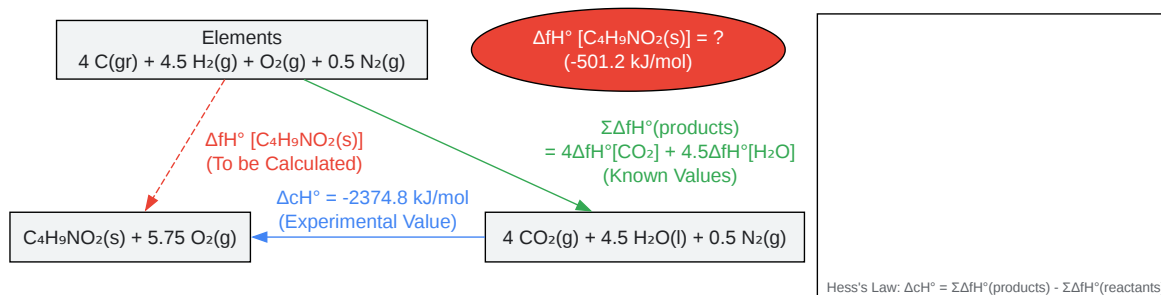 Elements
4 C(gr) + 4.5 H₂(g) + O₂(g) + 0.5 N₂(g)
ΔfH° [C₄H₉NO₂(s)] = ?
(-501.2 kJ/mol)
ΔfH° [C₄H₉NO₂(s)]
(To be Calculated)
ΣΔfH°(products)
= 4ΔfH°[CO₂] + 4.5ΔfH°[H₂O]
(Known Values)
ΔcH° = -2374.8 kJ/mol
(Experimental Value)
C₄H₉NO₂(s) + 5.75 O₂(g)
4 CO₂(g) + 4.5 H₂O(l) + 0.5 N₂(g)
Hess's Law: ΔcH° = ΣΔfH°(products) - ΣΔfH°(reactants